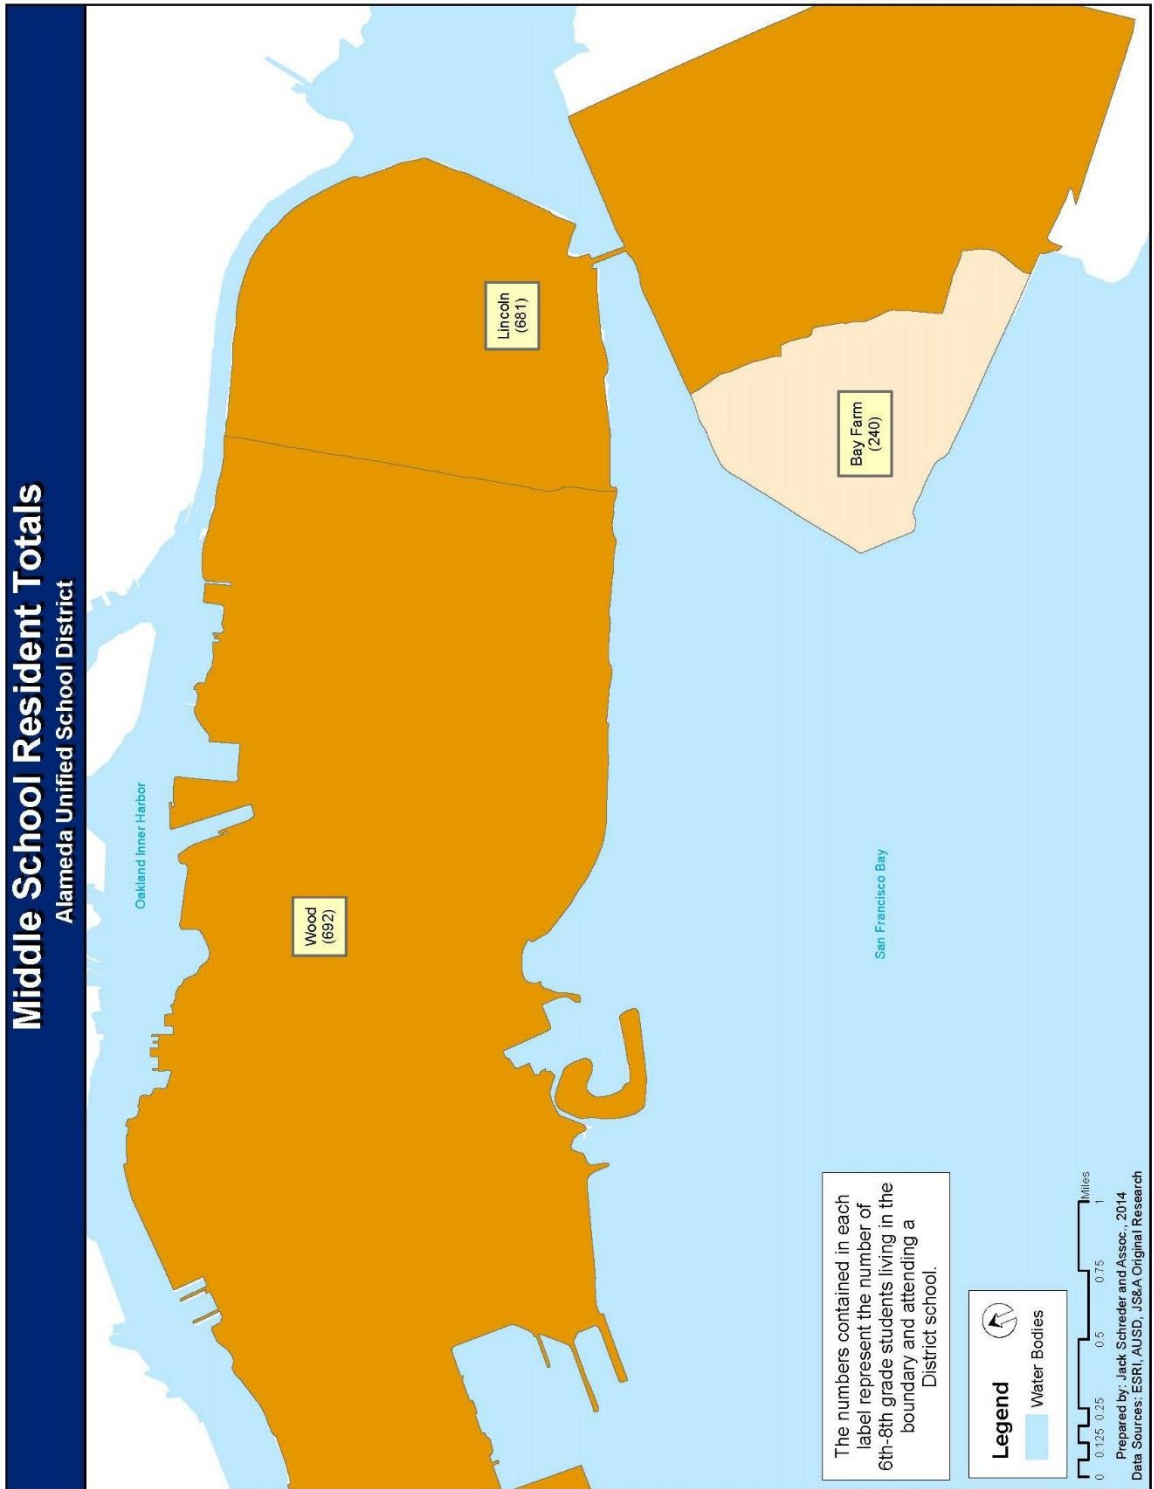 Middle School Resident Totals
Alameda Unified School District
Oakland Inner Harbor
Wood
(692)
Lincoln
(681)
Bay Farm
(240)
San Francisco Bay
The numbers contained in each
label represent the number of
6th-8th grade students living in the
boundary and attending a
District school.
Legend
Water Bodies
0 0.125 0.25 0.5 0.75 1
Miles
Prepared by: Jack Schreder and Assoc., 2014
Data Sources: ESRI, AUSD, JS&A Original Research